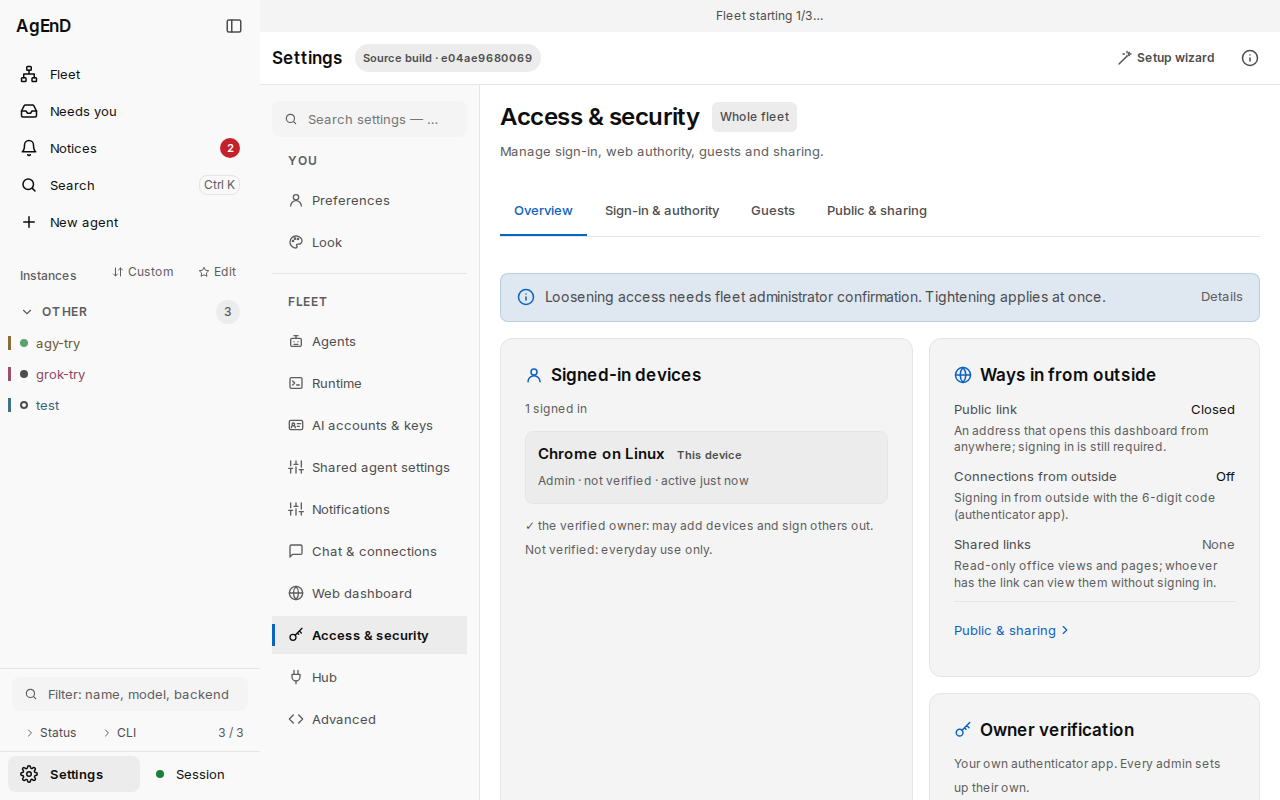 AgEnD
Fleet
Needs you
Notices
2
Search
Ctrl K
New agent
Instances
Custom
Edit
OTHER
3
agy-try
grok-try
test
Filter: name, model, backend
Status
CLI
3 / 3
Settings
Session
Fleet starting 1/3...
Settings
Source build · e04ae9680069
Setup wizard
Search settings — ...
YOU
Preferences
Look
FLEET
Agents
Runtime
AI accounts & keys
Shared agent settings
Notifications
Chat & connections
Web dashboard
Access & security
Hub
Advanced
Access & security
Whole fleet
Manage sign-in, web authority, guests and sharing.
Overview
Sign-in & authority
Guests
Public & sharing
Loosening access needs fleet administrator confirmation. Tightening applies at once.
Details
Signed-in devices
1 signed in
Chrome on Linux
This device
Admin · not verified · active just now
✓ the verified owner: may add devices and sign others out.
Not verified: everyday use only.
Ways in from outside
Public link
Closed
An address that opens this dashboard from
anywhere; signing in is still required.
Connections from outside
Off
Signing in from outside with the 6-digit code
(authenticator app).
Shared links
None
Read-only office views and pages; whoever
has the link can view them without signing in.
Public & sharing
Owner verification
Your own authenticator app. Every admin sets
up their own.